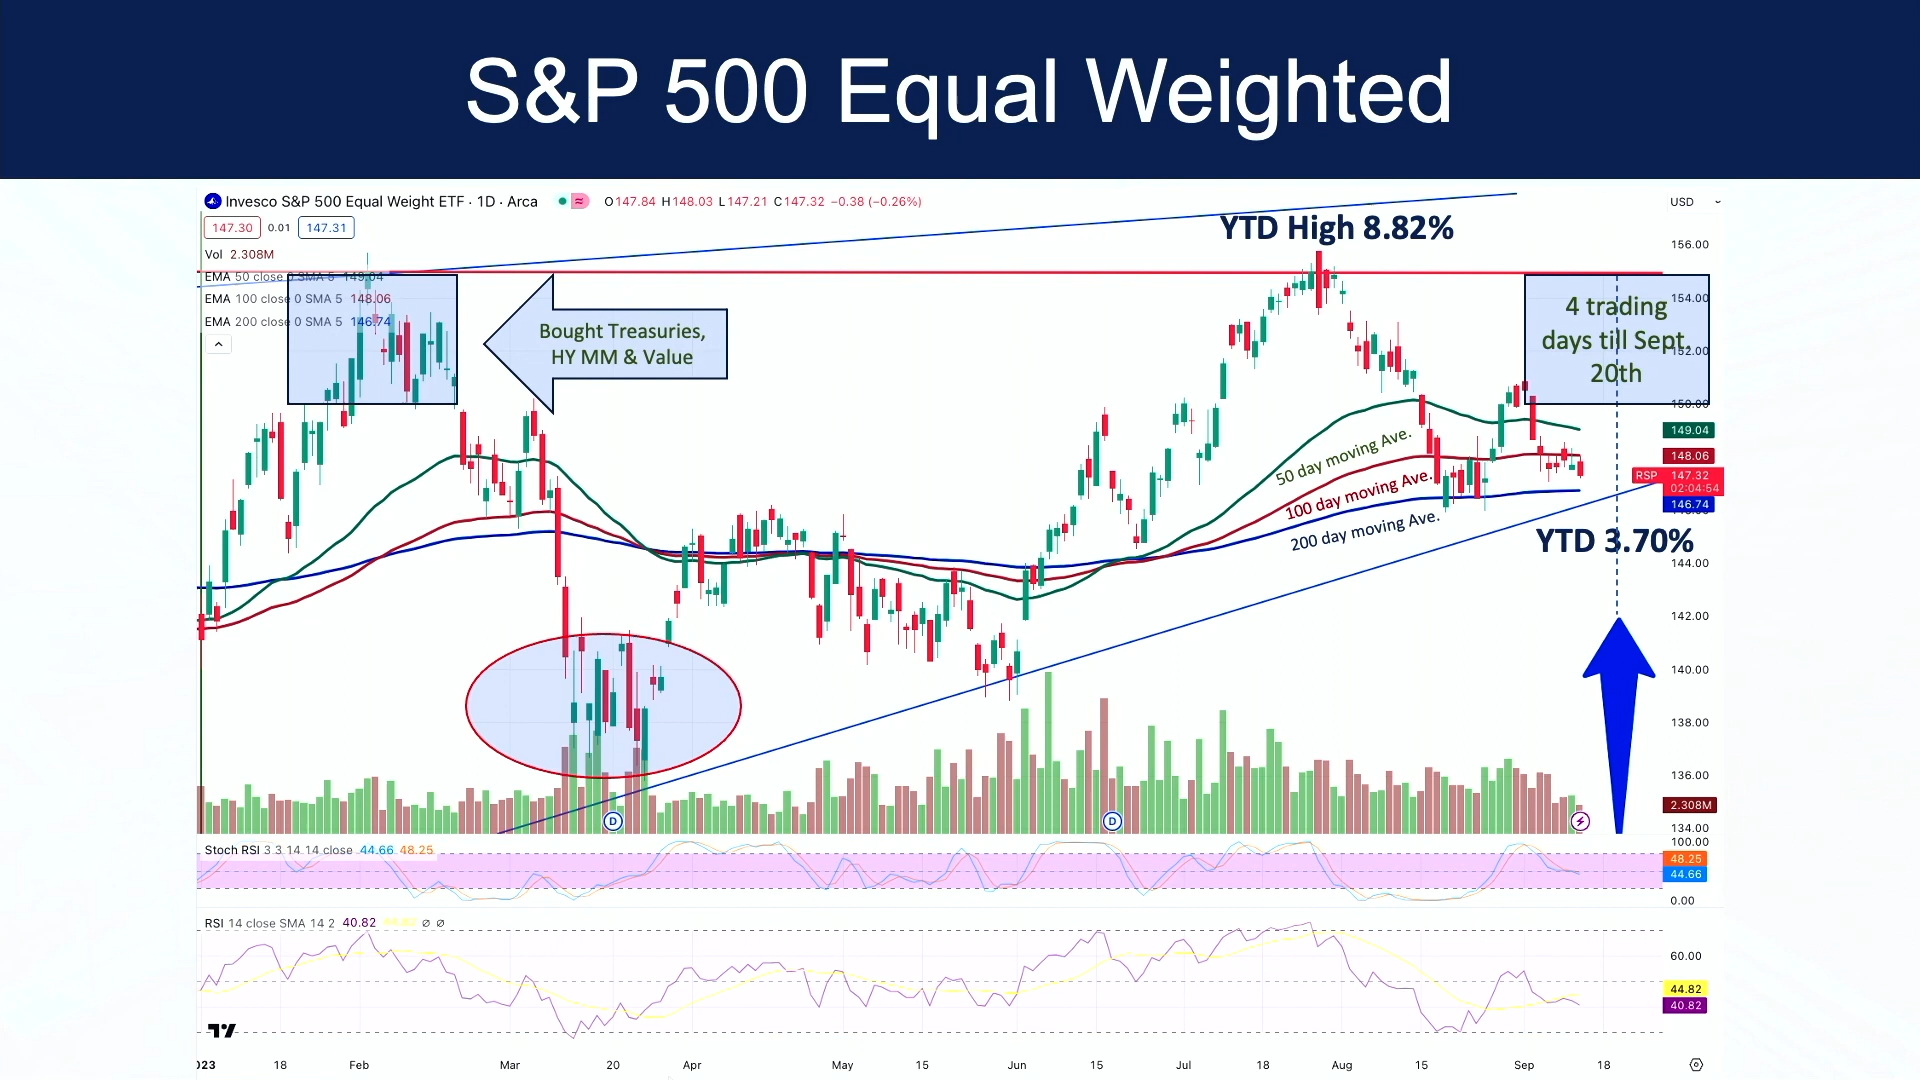 S&P 500 Equal Weighted
Invesco S&P 500 Equal Weight ETF · 1D · Arca
O147.84 H148.03 L147.21 C147.32 −0.38 (−0.26%)
USD
147.30 0.01 147.31
YTD High 8.82%
Vol 2.308M
EMA 50 close 0 SMA 5 149.04
EMA 100 close 0 SMA 5 148.06
EMA 200 close 0 SMA 5 146.74
Bought Treasuries,
HY MM & Value
4 trading
days till Sept.
20th
156.00
154.00
152.00
150.00
149.04
148.06
RSP 147.32
02:04:54
146.74
50 day moving Ave.
100 day moving Ave.
200 day moving Ave.
YTD 3.70%
144.00
142.00
140.00
138.00
136.00
2.308M
134.00
D
D
Stoch RSI 3 3 14 14 close 44.66 48.25
100.00
48.25
44.66
0.00
RSI 14 close SMA 14 2 40.82 44.82 ∅ ∅
60.00
44.82
40.82
023 18 Feb Mar 20 Apr May 15 Jun 15 Jul 18 Aug 15 Sep 18